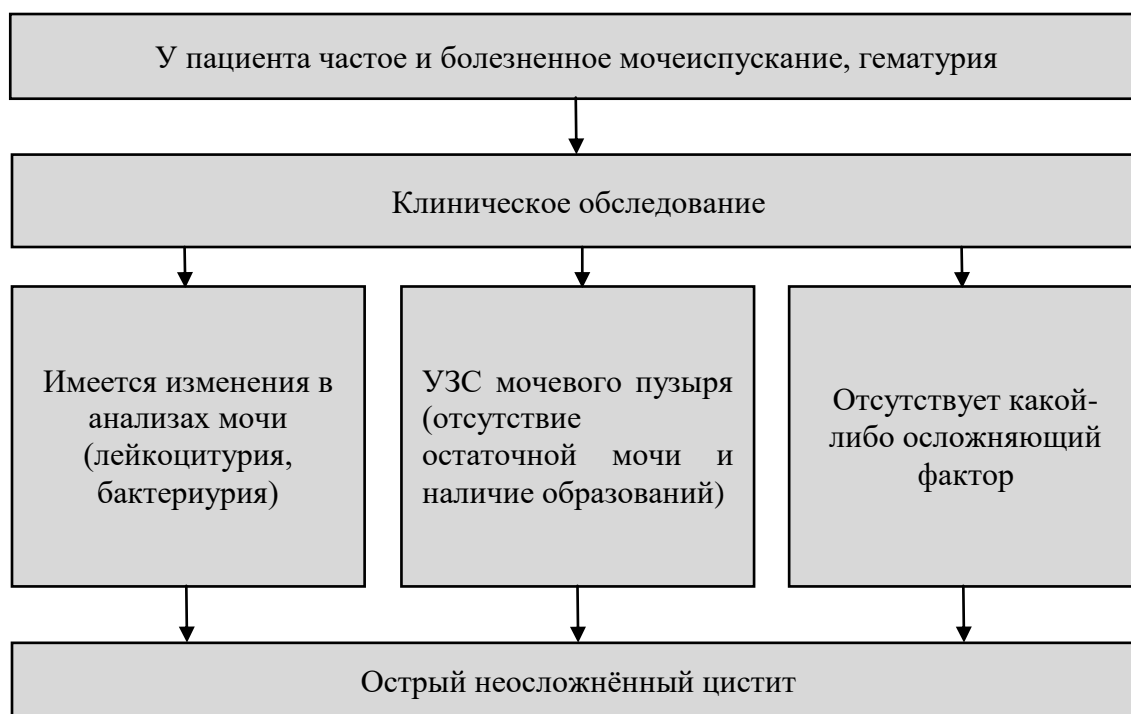 У пациента частое и болезненное мочеиспускание, гематурия
Клиническое обследование
Имеется изменения в
анализах мочи
(лейкоцитурия,
бактериурия)
УЗС мочевого пузыря
(отсутствие
остаточной мочи и
наличие образований)
Отсутствует какой-
либо осложняющий
фактор
Острый неосложнённый цистит